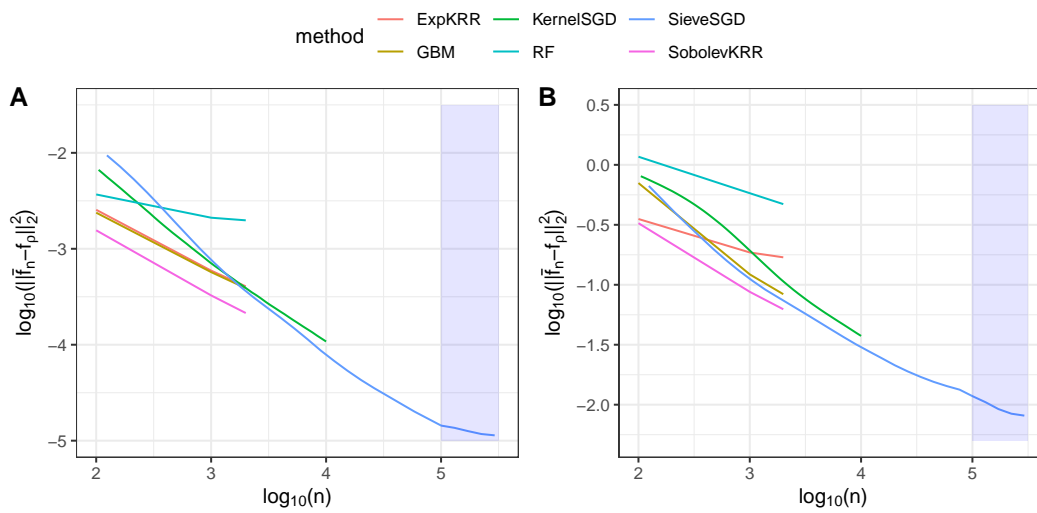 method
ExpKRR KernelSGD SieveSGD
GBM RF SobolevKRR
A
−2
−3
−4
−5
log₁₀(||f̄ₙ−fᵨ||²₂)
2 3 4 5
log₁₀(n)
B
0.5
0.0
−0.5
−1.0
−1.5
−2.0
log₁₀(||f̄ₙ−fᵨ||²₂)
2 3 4 5
log₁₀(n)